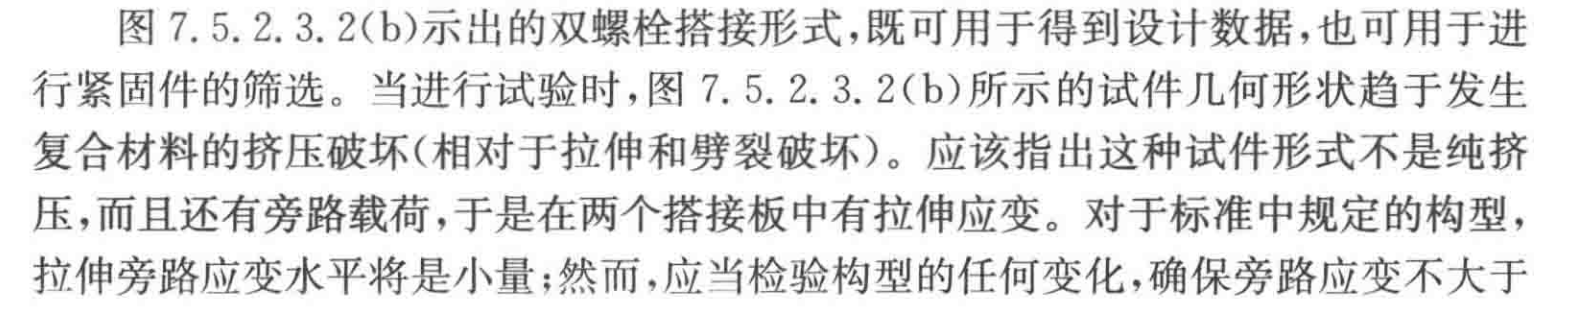 图 7.5.2.3.2(b)示出的双螺栓搭接形式,既可用于得到设计数据,也可用于进
行紧固件的筛选。当进行试验时,图 7.5.2.3.2(b)所示的试件几何形状趋于发生
复合材料的挤压破坏(相对于拉伸和劈裂破坏)。应该指出这种试件形式不是纯挤
压,而且还有旁路载荷,于是在两个搭接板中有拉伸应变。对于标准中规定的构型,
拉伸旁路应变水平将是小量;然而,应当检验构型的任何变化,确保旁路应变不大于